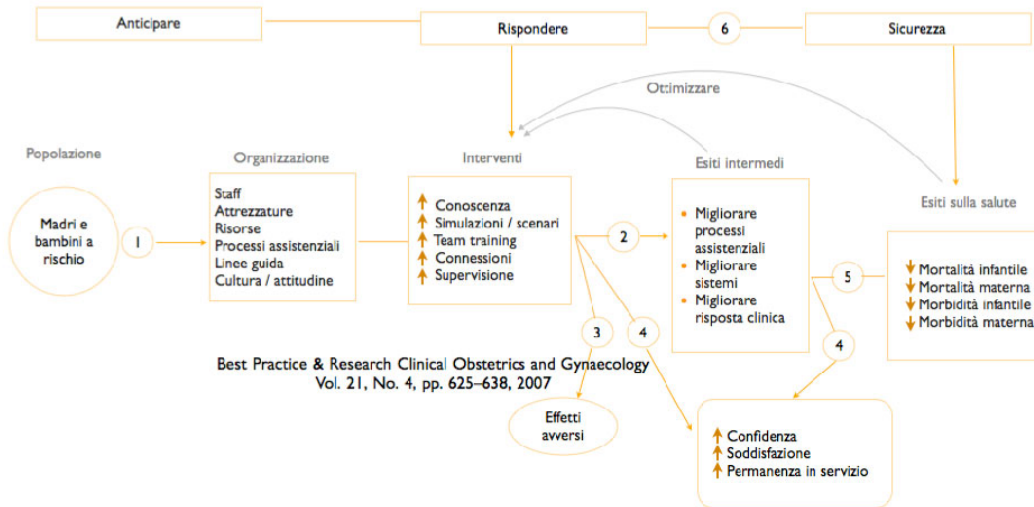 Anticipare
Rispondere
6
Sicurezza
Ottimizzare
Popolazione
Organizzazione
Interventi
Esiti intermedi
Esiti sulla salute
Madri e
bambini a
rischio
1
Staff
Attrezzature
Risorse
Processi assistenziali
Linee guida
Cultura / attitudine
Conoscenza
Simulazioni / scenari
Team training
Connessioni
Supervisione
2
• Migliorare
processi
assistenziali
• Migliorare
sistemi
• Migliorare
risposta clinica
5
Mortalità infantile
Mortalità materna
Morbidità infantile
Morbidità materna
3
4
4
Best Practice & Research Clinical Obstetrics and Gynaecology
Vol. 21, No. 4, pp. 625–638, 2007
Effetti
avversi
Confidenza
Soddisfazione
Permanenza in servizio